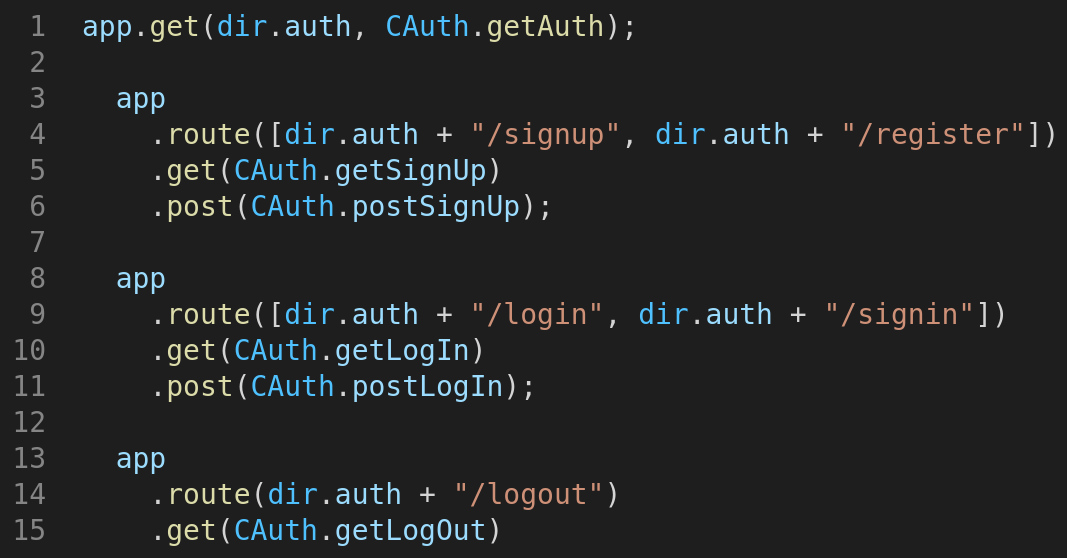 1 app.get(dir.auth, CAuth.getAuth);
2
3 app
4 .route([dir.auth + "/signup", dir.auth + "/register"])
5 .get(CAuth.getSignUp)
6 .post(CAuth.postSignUp);
7
8 app
9 .route([dir.auth + "/login", dir.auth + "/signin"])
10 .get(CAuth.getLogIn)
11 .post(CAuth.postLogIn);
12
13 app
14 .route(dir.auth + "/logout")
15 .get(CAuth.getLogOut)